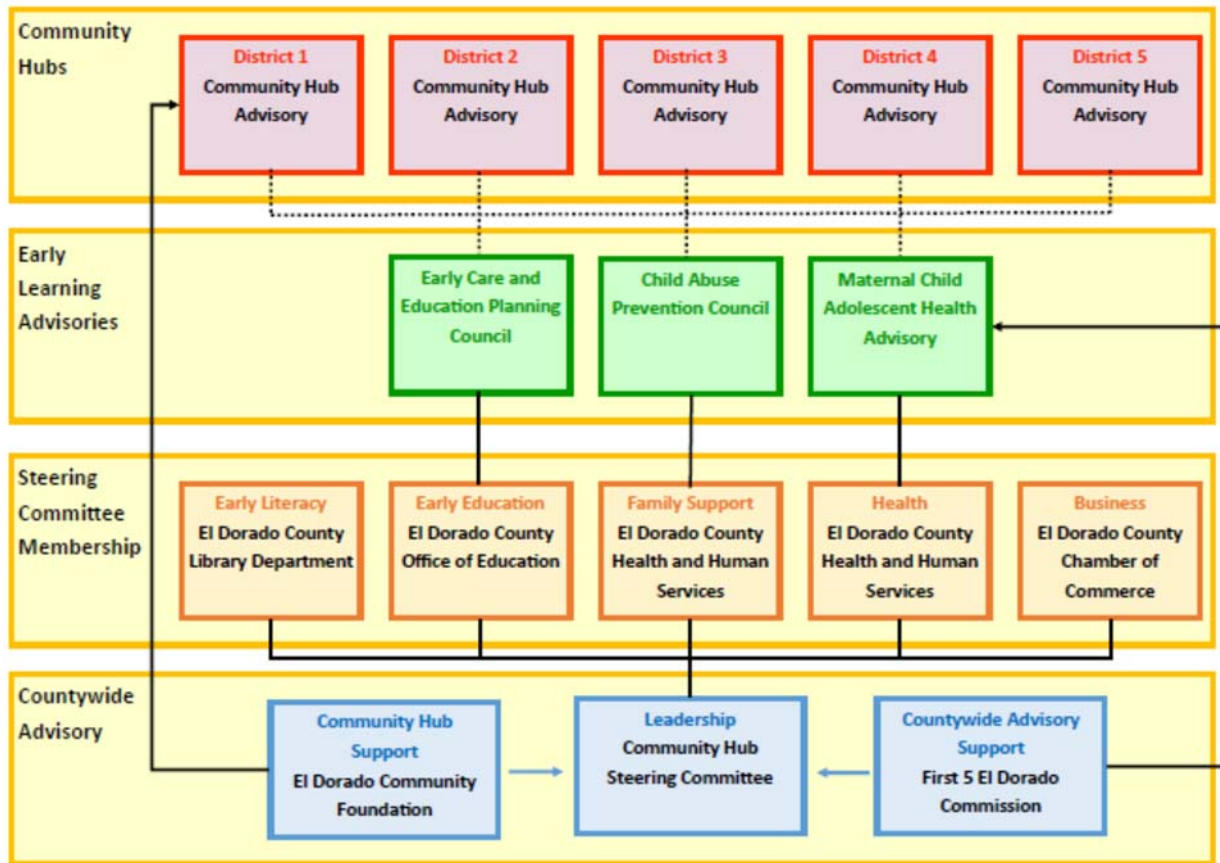 Community
Hubs
District 1
Community Hub
Advisory
District 2
Community Hub
Advisory
District 3
Community Hub
Advisory
District 4
Community Hub
Advisory
District 5
Community Hub
Advisory
Early
Learning
Advisories
Early Care and
Education Planning
Council
Child Abuse
Prevention Council
Maternal Child
Adolescent Health
Advisory
Steering
Committee
Membership
Early Literacy
El Dorado County
Library Department
Early Education
El Dorado County
Office of Education
Family Support
El Dorado County
Health and Human
Services
Health
El Dorado County
Health and Human
Services
Business
El Dorado County
Chamber of
Commerce
Countywide
Advisory
Community Hub
Support
El Dorado Community
Foundation
Leadership
Community Hub
Steering Committee
Countywide Advisory
Support
First 5 El Dorado
Commission